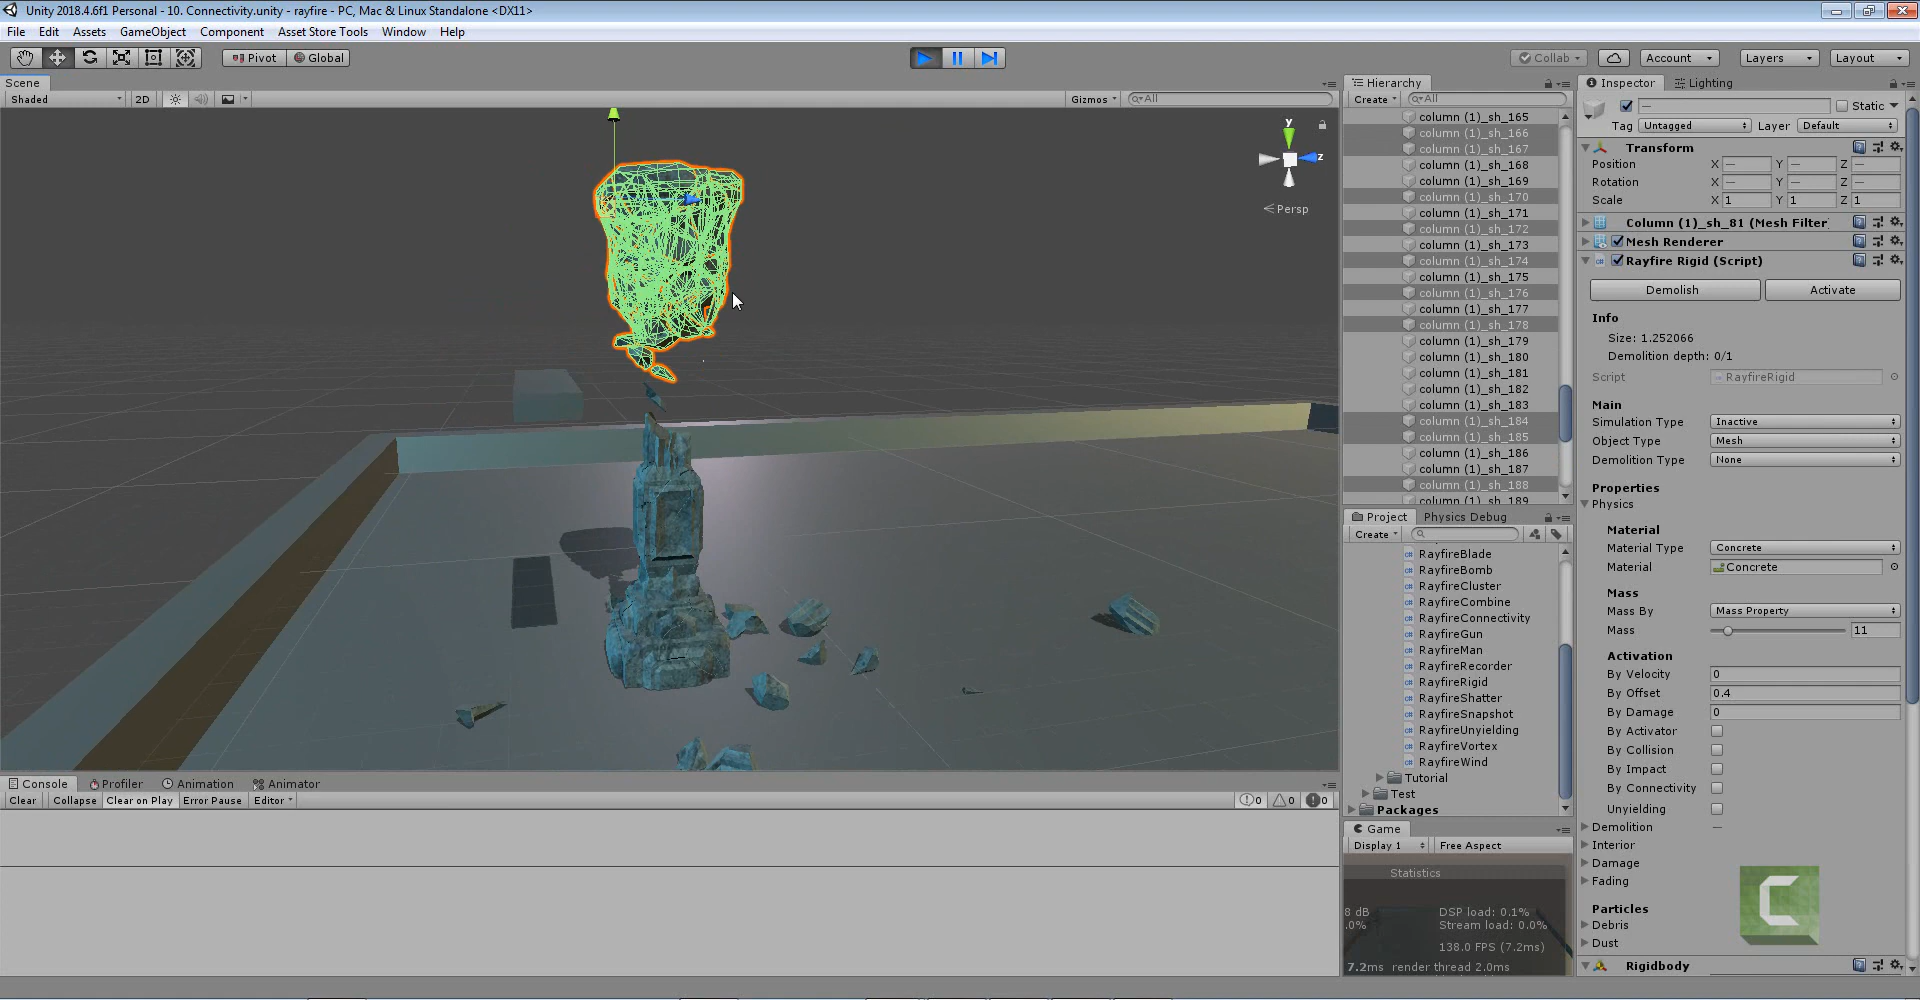 Unity 2018.4.6f1 Personal - 10. Connectivity.unity - rayfire - PC, Mac & Linux Standalone <DX11>
File Edit Assets GameObject Component Asset Store Tools Window Help
Pivot Global Collab Account Layers Layout
Scene
Shaded 2D Gizmos All
y
z
Persp
Hierarchy
Create All
column (1)_sh_165
column (1)_sh_166
column (1)_sh_167
column (1)_sh_168
column (1)_sh_169
column (1)_sh_170
column (1)_sh_171
column (1)_sh_172
column (1)_sh_173
column (1)_sh_174
column (1)_sh_175
column (1)_sh_176
column (1)_sh_177
column (1)_sh_178
column (1)_sh_179
column (1)_sh_180
column (1)_sh_181
column (1)_sh_182
column (1)_sh_183
column (1)_sh_184
column (1)_sh_185
column (1)_sh_186
column (1)_sh_187
column (1)_sh_188
column (1)_sh_189
Project Physics Debug
Create
RayfireBlade
RayfireBomb
RayfireCluster
RayfireCombine
RayfireConnectivity
RayfireGun
RayfireMan
RayfireRecorder
RayfireRigid
RayfireShatter
RayfireSnapshot
RayfireUnyielding
RayfireVortex
RayfireWind
Tutorial
Test
Packages
Game
Display 1 Free Aspect
Statistics
8 dB DSP load: 0.1%
.0% Stream load: 0.0%
138.0 FPS (7.2ms)
7.2ms render thread 2.0ms
Inspector Lighting
— Static
Tag Untagged Layer Default
Transform
Position X — Y — Z —
Rotation X — Y — Z —
Scale X 1 Y 1 Z 1
Column (1)_sh_81 (Mesh Filter)
Mesh Renderer
Rayfire Rigid (Script)
Demolish Activate
Info
Size: 1.252066
Demolition depth: 0/1
Script RayfireRigid
Main
Simulation Type Inactive
Object Type Mesh
Demolition Type None
Properties
Physics
Material
Material Type Concrete
Material Concrete
Mass
Mass By Mass Property
Mass 11
Activation
By Velocity 0
By Offset 0.4
By Damage 0
By Activator
By Collision
By Impact
By Connectivity
Unyielding
Demolition —
Interior
Damage
Fading
Particles
Debris
Dust
Rigidbody
Console Profiler Animation Animator
Clear Collapse Clear on Play Error Pause Editor 0 0 0